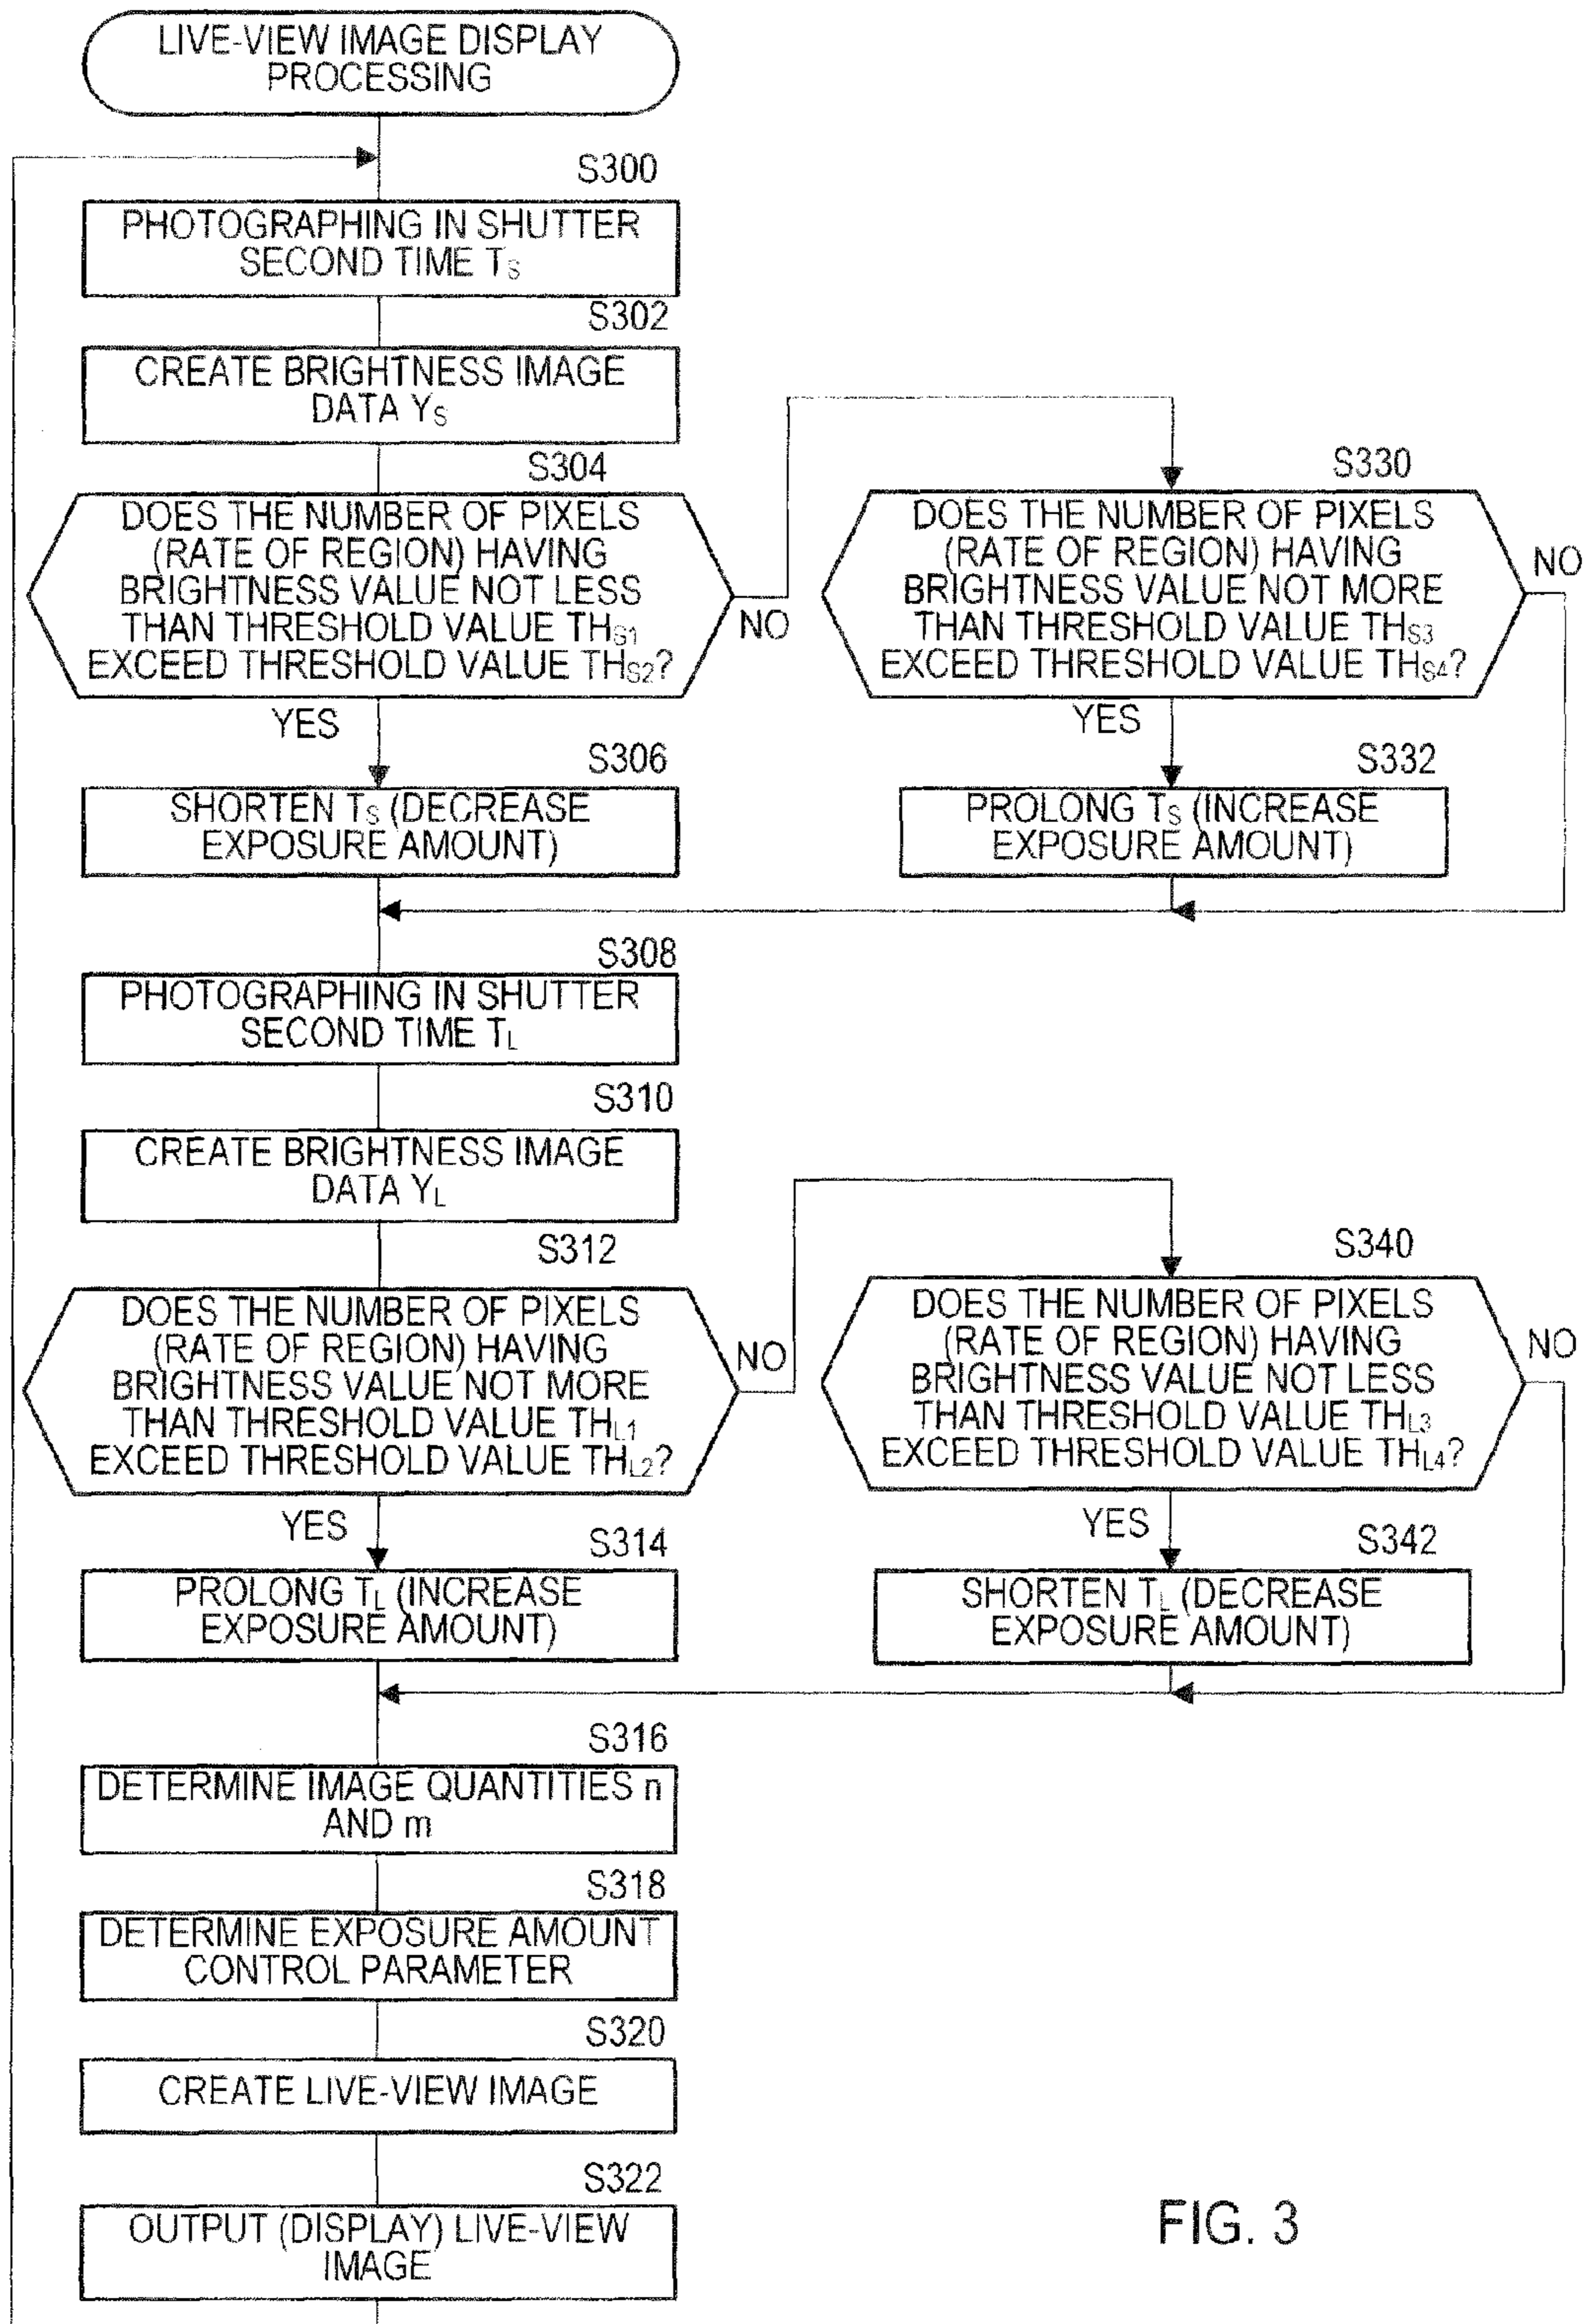 LIVE-VIEW IMAGE DISPLAY
PROCESSING
S300
PHOTOGRAPHING IN SHUTTER
SECOND TIME TS
S302
CREATE BRIGHTNESS IMAGE
DATA YS
S304
DOES THE NUMBER OF PIXELS
(RATE OF REGION) HAVING
BRIGHTNESS VALUE NOT LESS
THAN THRESHOLD VALUE THS1
EXCEED THRESHOLD VALUE THS2?
NO
YES
S330
DOES THE NUMBER OF PIXELS
(RATE OF REGION) HAVING
BRIGHTNESS VALUE NOT MORE
THAN THRESHOLD VALUE THS3
EXCEED THRESHOLD VALUE THS4?
NO
YES
S306
SHORTEN TS (DECREASE
EXPOSURE AMOUNT)
S332
PROLONG TS (INCREASE
EXPOSURE AMOUNT)
S308
PHOTOGRAPHING IN SHUTTER
SECOND TIME TL
S310
CREATE BRIGHTNESS IMAGE
DATA YL
S312
DOES THE NUMBER OF PIXELS
(RATE OF REGION) HAVING
BRIGHTNESS VALUE NOT MORE
THAN THRESHOLD VALUE THL1
EXCEED THRESHOLD VALUE THL2?
NO
YES
S340
DOES THE NUMBER OF PIXELS
(RATE OF REGION) HAVING
BRIGHTNESS VALUE NOT LESS
THAN THRESHOLD VALUE THL3
EXCEED THRESHOLD VALUE THL4?
NO
YES
S314
PROLONG TL (INCREASE
EXPOSURE AMOUNT)
S342
SHORTEN TL (DECREASE
EXPOSURE AMOUNT)
S316
DETERMINE IMAGE QUANTITIES n
AND m
S318
DETERMINE EXPOSURE AMOUNT
CONTROL PARAMETER
S320
CREATE LIVE-VIEW IMAGE
S322
OUTPUT (DISPLAY) LIVE-VIEW
IMAGE
FIG. 3